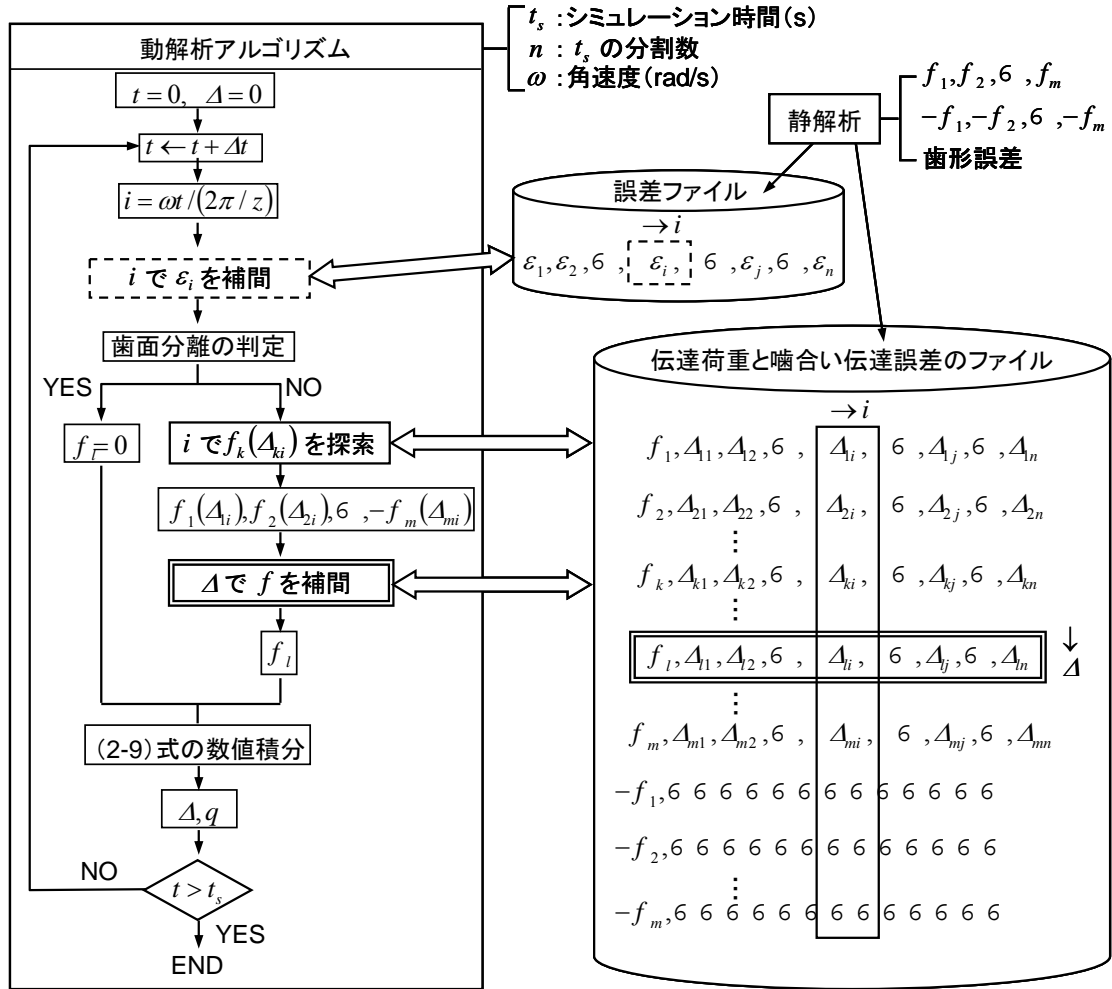 動解析アルゴリズム
t=0, Δ=0
t←t+Δt
i=ωt/(2π/z)
i で ε_i を補間
歯面分離の判定
YES
NO
f_l=0
i でf_k(Δ_ki) を探索
f_1(Δ_1i),f_2(Δ_2i),6 ,-f_m(Δ_mi)
Δで f を補間
f_l
(2-9)式の数値積分
Δ,q
NO
t>t_s
YES
END
t_s :シミュレーション時間(s)
n : t_s の分割数
ω :角速度(rad/s)
静解析
f_1,f_2,6 ,f_m
-f_1,-f_2,6 ,-f_m
歯形誤差
誤差ファイル
→i
ε_1,ε_2,6 , ε_i, 6 ,ε_j,6 ,ε_n
伝達荷重と噛合い伝達誤差のファイル
→i
f_1,Δ_11,Δ_12,6 , Δ_1i, 6 ,Δ_1j,6 ,Δ_1n
f_2,Δ_21,Δ_22,6 , Δ_2i, 6 ,Δ_2j,6 ,Δ_2n
⋮
f_k,Δ_k1,Δ_k2,6 , Δ_ki, 6 ,Δ_kj,6 ,Δ_kn
⋮
f_l,Δ_l1,Δ_l2,6 , Δ_li, 6 ,Δ_lj,6 ,Δ_ln
↓
Δ
⋮
f_m,Δ_m1,Δ_m2,6 , Δ_mi, 6 ,Δ_mj,6 ,Δ_mn
-f_1,6 6 6 6 6 6 6 6 6 6 6 6 6
-f_2,6 6 6 6 6 6 6 6 6 6 6 6 6
⋮
-f_m,6 6 6 6 6 6 6 6 6 6 6 6 6